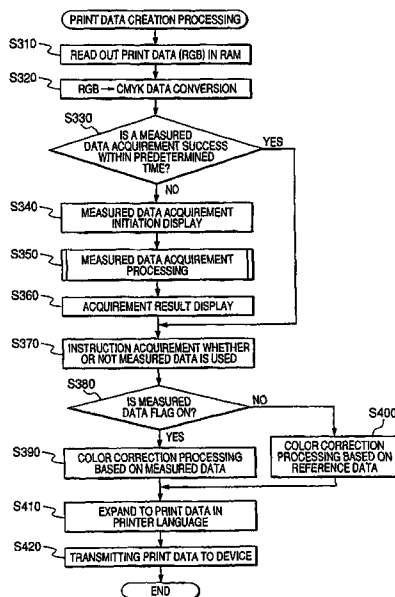 PRINT DATA CREATION PROCESSING
S310
READ OUT PRINT DATA (RGB) IN RAM
S320
RGB → CMYK DATA CONVERSION
S330
IS A MEASURED
DATA ACQUIREMENT SUCCESS
WITHIN PREDETERMINED
TIME?
YES
NO
S340
MEASURED DATA ACQUIREMENT
INITIATION DISPLAY
S350
MEASURED DATA ACQUIREMENT
PROCESSING
S360
ACQUIREMENT RESULT DISPLAY
S370
INSTRUCTION ACQUIREMENT WHETHER
OR NOT MEASURED DATA IS USED
S380
IS MEASURED
DATA FLAG ON?
NO
YES
S390
COLOR CORRECTION PROCESSING
BASED ON MEASURED DATA
S400
COLOR CORRECTION
PROCESSING BASED ON
REFERENCE DATA
S410
EXPAND TO PRINT DATA IN
PRINTER LANGUAGE
S420
TRANSMITTING PRINT DATA TO DEVICE
END